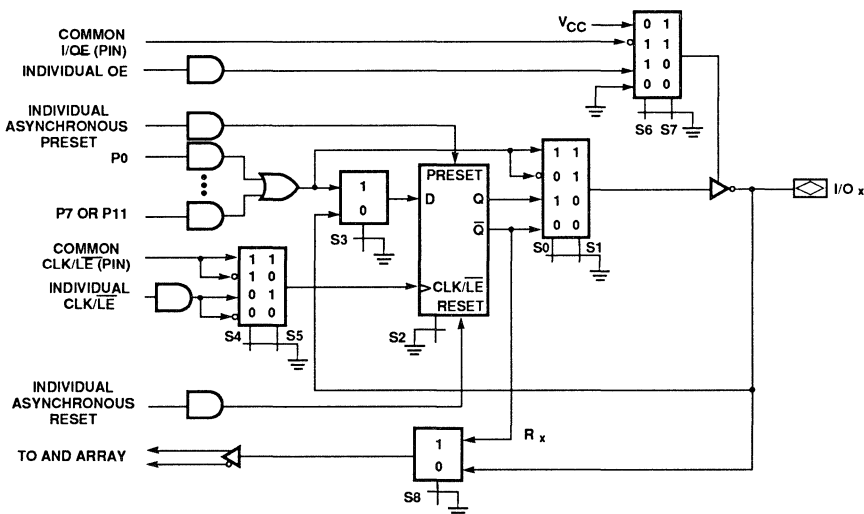 COMMON
I/OE (PIN)
INDIVIDUAL OE
INDIVIDUAL
ASYNCHRONOUS
PRESET
P0
P7 OR P11
COMMON
CLK/LE (PIN)
INDIVIDUAL
CLK/LE
INDIVIDUAL
ASYNCHRONOUS
RESET
TO AND ARRAY
VCC
0 1
1 1
1 0
0 0
S6 S7
1
0
S3
PRESET
D Q
Q
CLK/LE
RESET
S2
1 1
0 1
1 0
0 0
S0 S1
1 1
1 0
0 1
0 0
S4 S5
I/O x
R x
1
0
S8